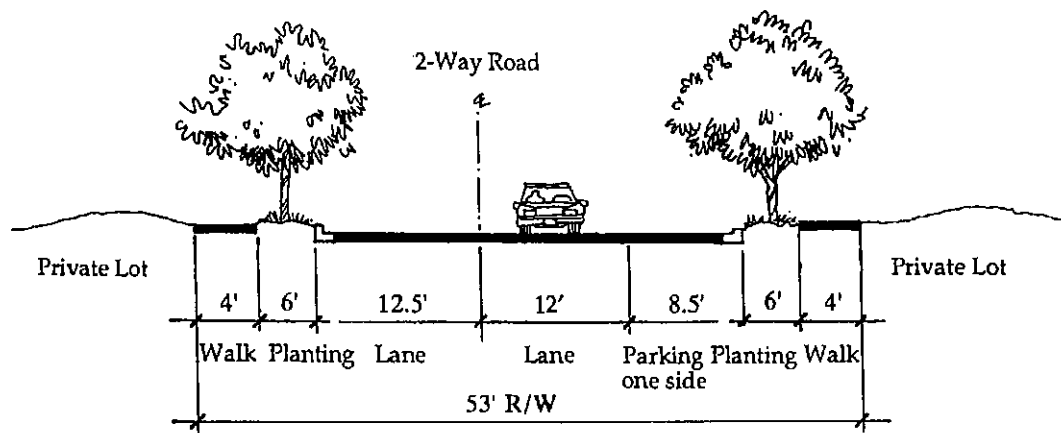 2-Way Road
℄
Private Lot
Private Lot
4' 6' 12.5' 12' 8.5' 6' 4'
Walk Planting Lane Lane Parking Planting Walk
one side
53' R/W